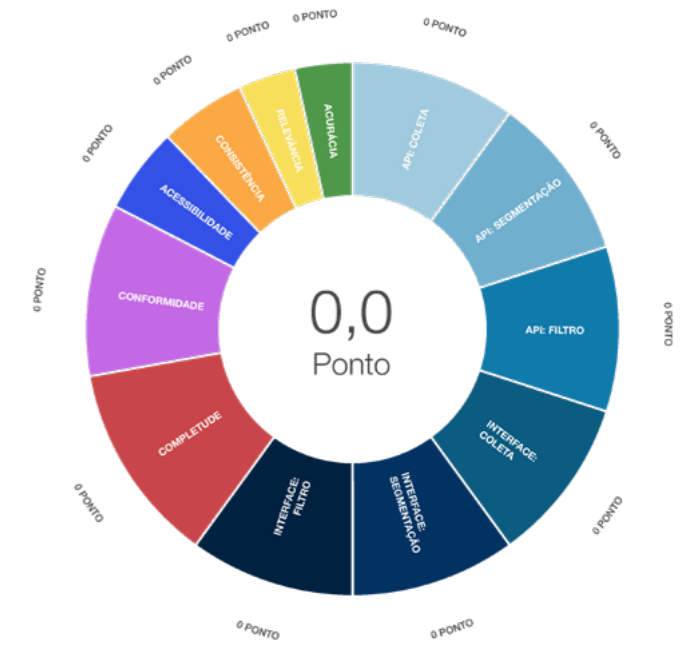 0 PONTO
0 PONTO
0 PONTO
0 PONTO
0 PONTO
0 PONTO
0 PONTO
0 PONTO
0 PONTO
0 PONTO
0 PONTO
0 PONTO
API: COLETA
API: SEGMENTAÇÃO
API: FILTRO
INTERFACE:
COLETA
INTERFACE:
SEGMENTAÇÃO
INTERFACE:
FILTRO
COMPLETUDE
CONFORMIDADE
ACESSIBILIDADE
CONSISTÊNCIA
RELEVÂNCIA
ACURÁCIA
0,0
Ponto